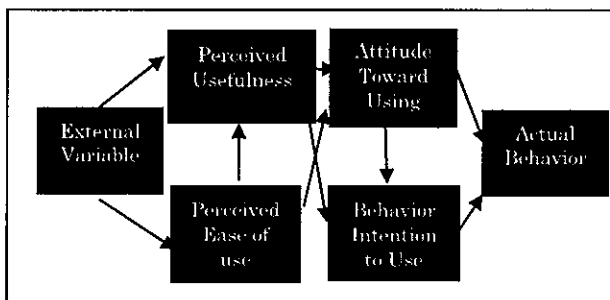 External
Variable
Perceived
Usefulness
Perceived
Ease of
use
Attitude
Toward
Using
Behavior
Intention
to Use
Actual
Behavior